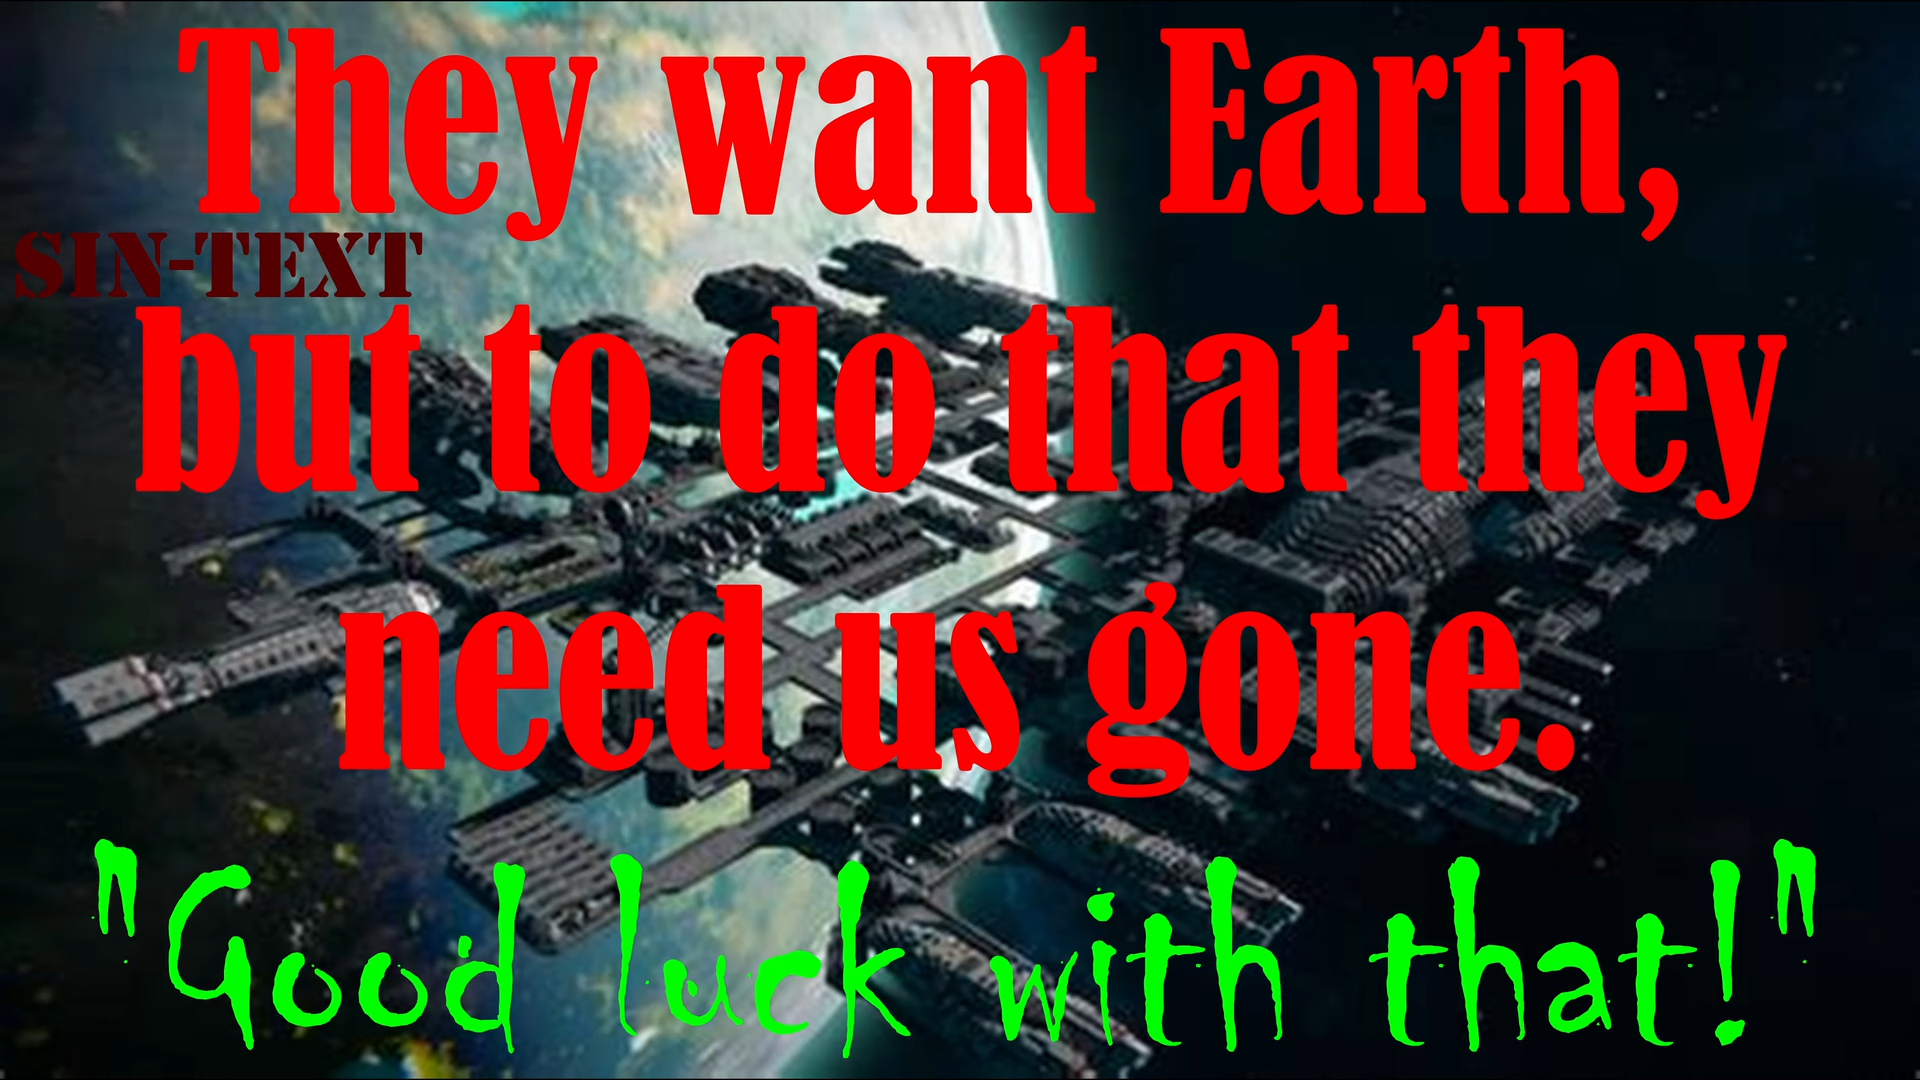 They want Earth,
SIN-TEXT
but to do that they
need us gone.
"Good luck with that!"